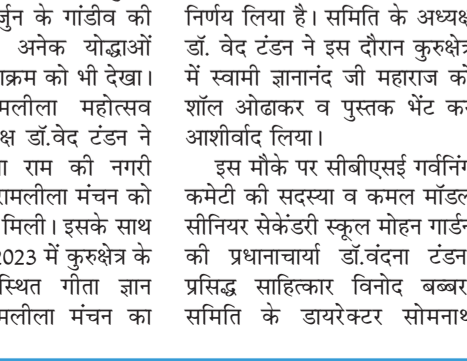 र्जुन के गांडीव की
अनेक योद्धाओं
क्रम को भी देखा।
मलीला महोत्सव
क्ष डॉ.वेद टंडन ने
राम की नगरी
रामलीला मंचन को
मिली। इसके साथ
2023 में कुरुक्षेत्र के
स्थित गीता ज्ञान
मलीला मंचन का
निर्णय लिया है। समिति के अध्यक्ष
डॉ. वेद टंडन ने इस दौरान कुरुक्षेत्र
में स्वामी ज्ञानानंद जी महाराज को
शॉल ओढाकर व पुस्तक भेंट कर
आशीर्वाद लिया।
इस मौके पर सीबीएसई गर्वनिंग
कमेटी की सदस्या व कमल मॉडल
सीनियर सेकेंडरी स्कूल मोहन गार्डन
की प्रधानाचार्या डॉ.वंदना टंडन
प्रसिद्ध साहित्कार विनोद बब्बर
समिति के डायरेक्टर सोमनाथ